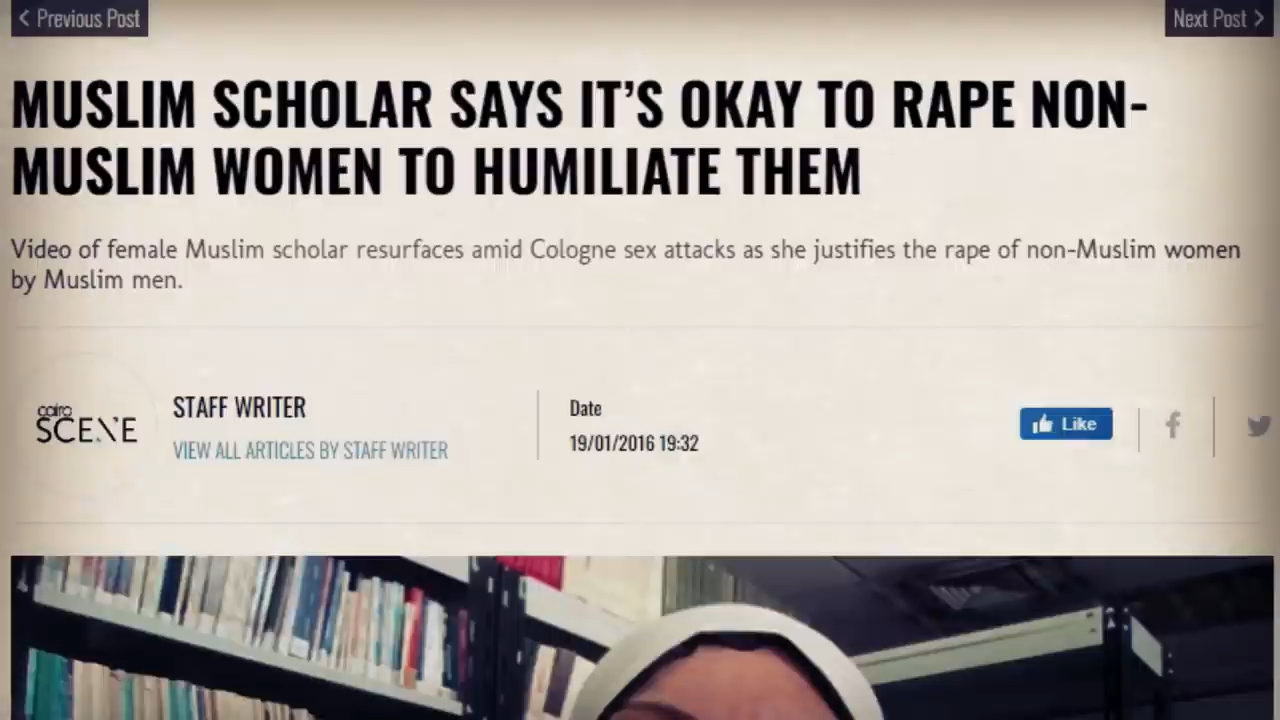 Previous Post
Next Post
MUSLIM SCHOLAR SAYS IT'S OKAY TO RAPE NON-
MUSLIM WOMEN TO HUMILIATE THEM
Video of female Muslim scholar resurfaces amid Cologne sex attacks as she justifies the rape of non-Muslim women
by Muslim men.
cairo
SCENE
STAFF WRITER
VIEW ALL ARTICLES BY STAFF WRITER
Date
19/01/2016 19:32
Like